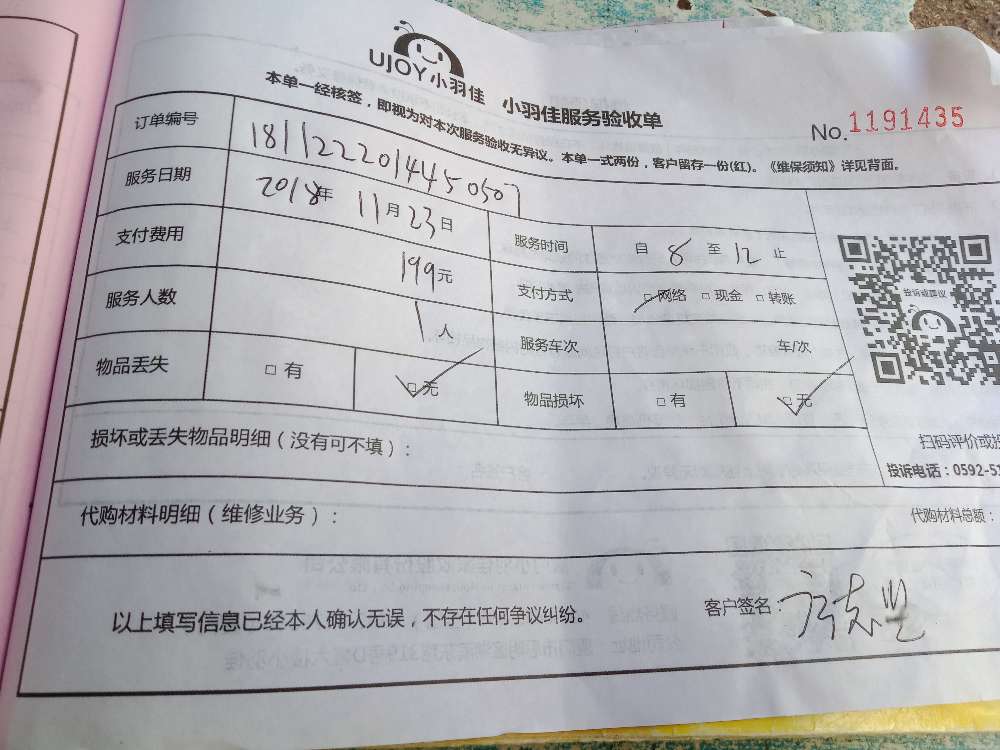 UJOY小羽佳 小羽佳服务验收单
No.1191435
本单一经核签,即视为对本次服务验收无异议。本单一式两份,客户留存一份(红)。《维保须知》详见背面。
订单编号 1811222014450507
服务日期 2018年 11月23日 服务时间 自 8 至 12 止
支付费用 199元 支付方式 □网络 □现金 □转账
服务人数 1人 服务车次 车/次
物品丢失 □有 □无 物品损坏 □有 □无
投诉或建议
损坏或丢失物品明细(没有可不填):
扫码评价或
投诉电话:0592-5
代购材料明细(维修业务):
代购材料总额:
以上填写信息已经本人确认无误,不存在任何争议纠纷。
客户签名: